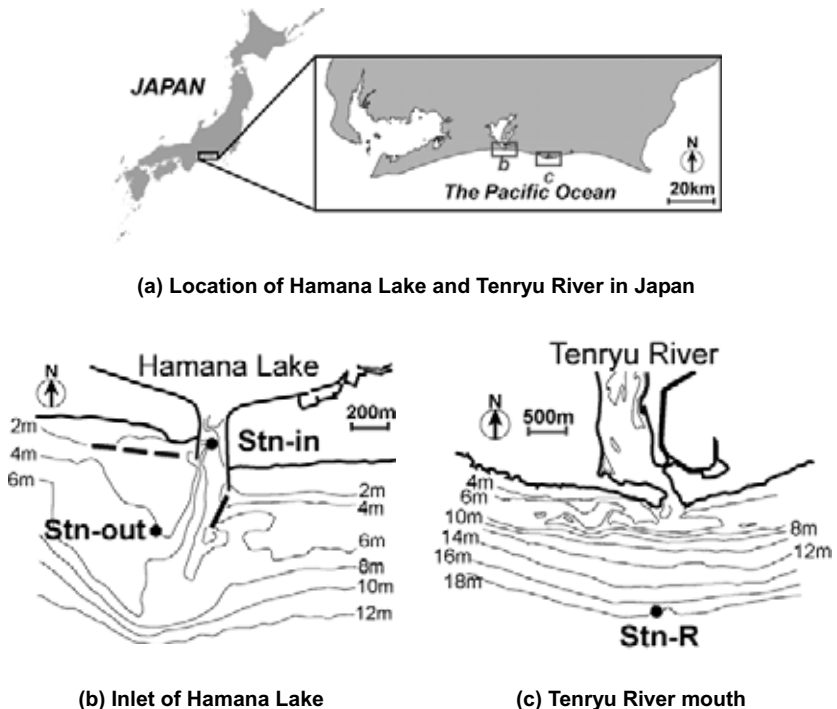 JAPAN
N
b
c
The Pacific Ocean
20km
(a) Location of Hamana Lake and Tenryu River in Japan
Hamana Lake
N
200m
2m
Stn-in
4m
6m
2m
4m
Stn-out
6m
8m
10m
12m
(b) Inlet of Hamana Lake
Tenryu River
N
500m
4m
6m
10m
8m
14m
12m
16m
18m
Stn-R
(c) Tenryu River mouth